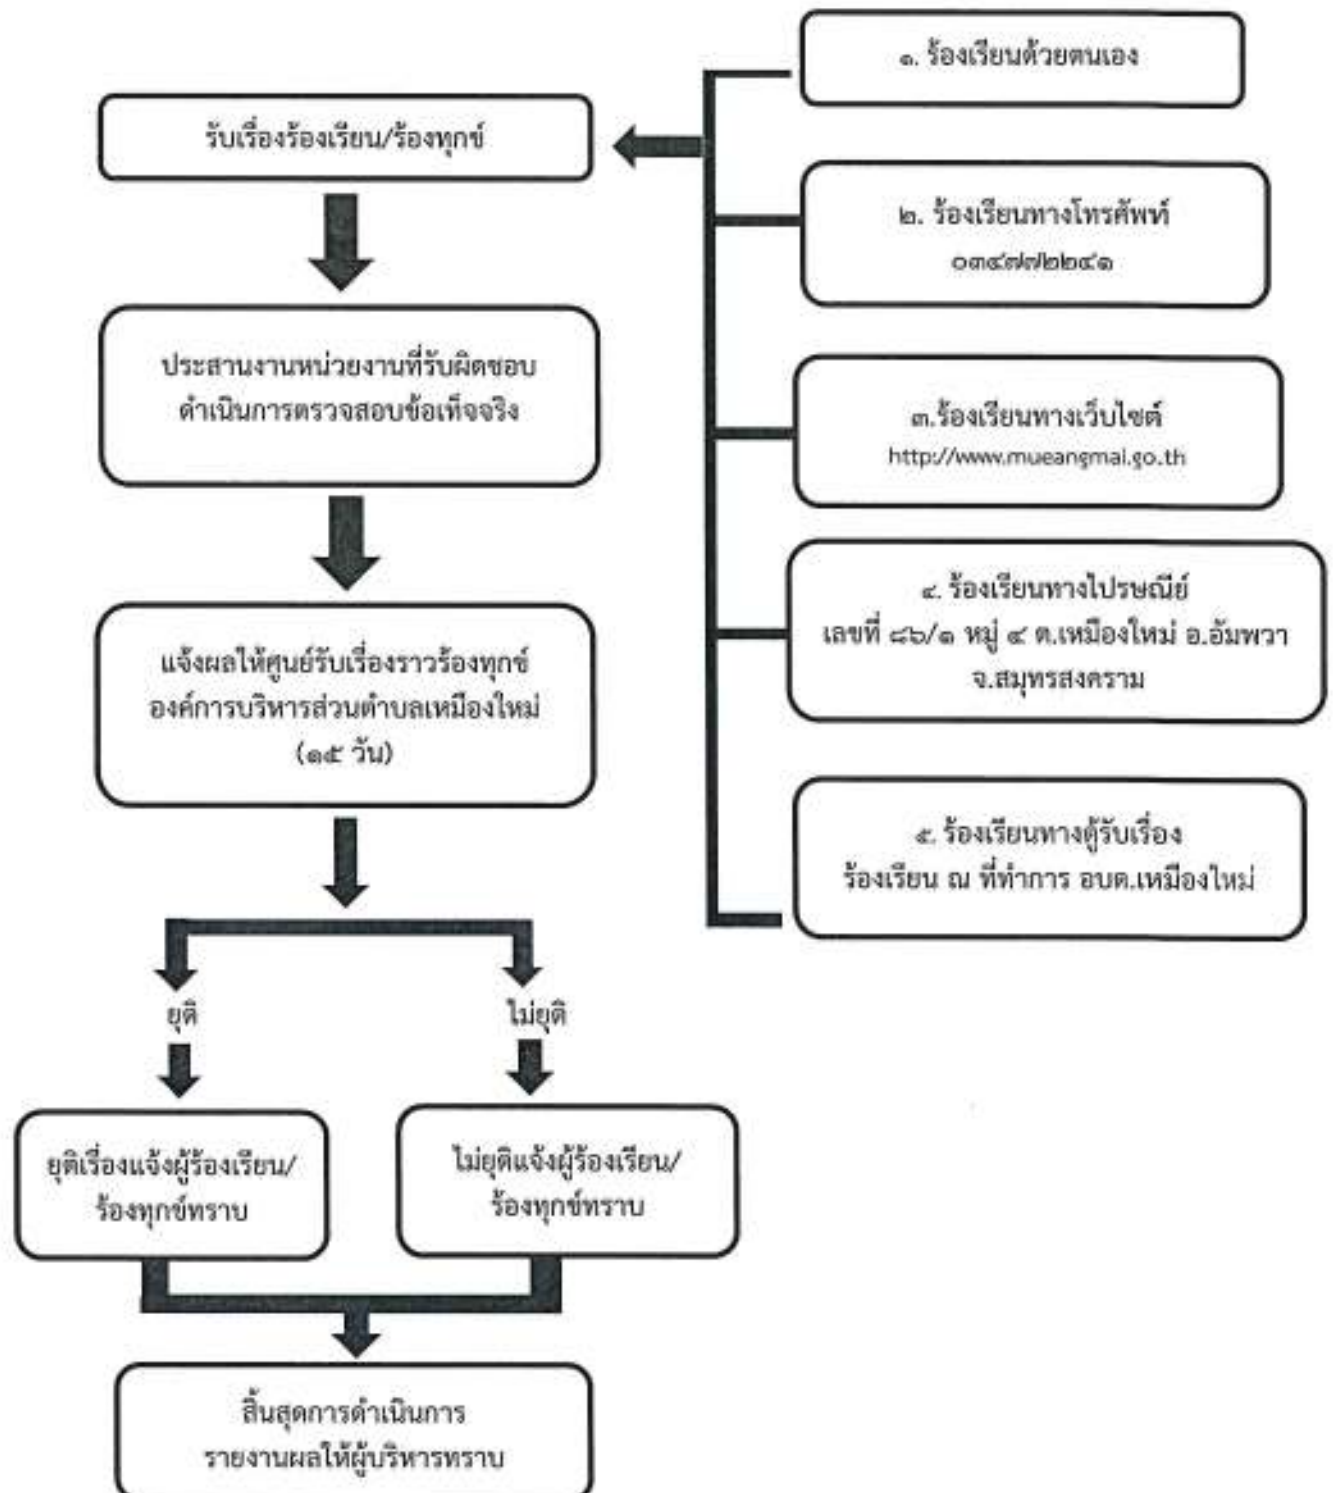 ๑. ร้องเรียนด้วยตนเอง
รับเรื่องร้องเรียน/ร้องทุกข์
๒. ร้องเรียนทางโทรศัพท์
๐๓๔๗๗๒๒๔๑
ประสานงานหน่วยงานที่รับผิดชอบ
ดำเนินการตรวจสอบข้อเท็จจริง
๓.ร้องเรียนทางเว็บไซต์
http://www.mueangmai.go.th
๔. ร้องเรียนทางไปรษณีย์
เลขที่ ๘๖/๑ หมู่ ๔ ต.เหมืองใหม่ อ.อัมพวา
จ.สมุทรสงคราม
แจ้งผลให้ศูนย์รับเรื่องราวร้องทุกข์
องค์การบริหารส่วนตำบลเหมืองใหม่
(๑๕ วัน)
๕. ร้องเรียนทางตู้รับเรื่อง
ร้องเรียน ณ ที่ทำการ อบต.เหมืองใหม่
ยุติ
ไม่ยุติ
ยุติเรื่องแจ้งผู้ร้องเรียน/
ร้องทุกข์ทราบ
ไม่ยุติแจ้งผู้ร้องเรียน/
ร้องทุกข์ทราบ
สิ้นสุดการดำเนินการ
รายงานผลให้ผู้บริหารทราบ